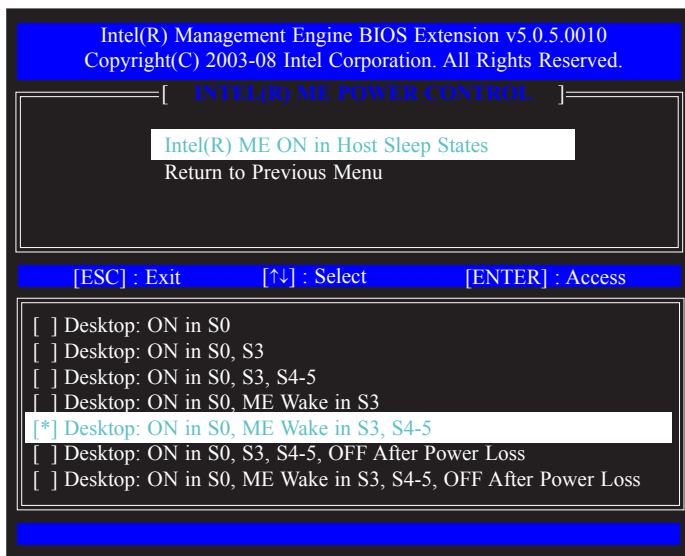 Intel(R) Management Engine BIOS Extension v5.0.5.0010
Copyright(C) 2003-08 Intel Corporation. All Rights Reserved.
[ INTEL(R) ME POWER CONTROL ]
Intel(R) ME ON in Host Sleep States
Return to Previous Menu
[ESC] : Exit [↑↓] : Select [ENTER] : Access
[ ] Desktop: ON in S0
[ ] Desktop: ON in S0, S3
[ ] Desktop: ON in S0, S3, S4-5
[ ] Desktop: ON in S0, ME Wake in S3
[*] Desktop: ON in S0, ME Wake in S3, S4-5
[ ] Desktop: ON in S0, S3, S4-5, OFF After Power Loss
[ ] Desktop: ON in S0, ME Wake in S3, S4-5, OFF After Power Loss